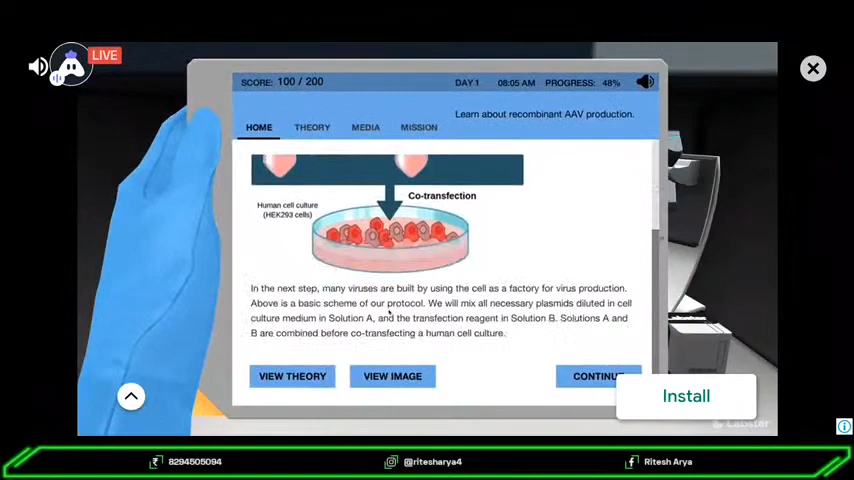 LIVE
SCORE: 100 / 200 DAY 1 08:05 AM PROGRESS: 48%
Learn about recombinant AAV production.
HOME THEORY MEDIA MISSION
Co-transfection
Human cell culture
(HEK293 cells)
In the next step, many viruses are built by using the cell as a factory for virus production.
Above is a basic scheme of our protocol. We will mix all necessary plasmids diluted in cell
culture medium in Solution A, and the transfection reagent in Solution B. Solutions A and
B are combined before co-transfecting a human cell culture.
VIEW THEORY VIEW IMAGE CONTINU
Install
Labster
8294505094 @ritesharya4 Ritesh Arya